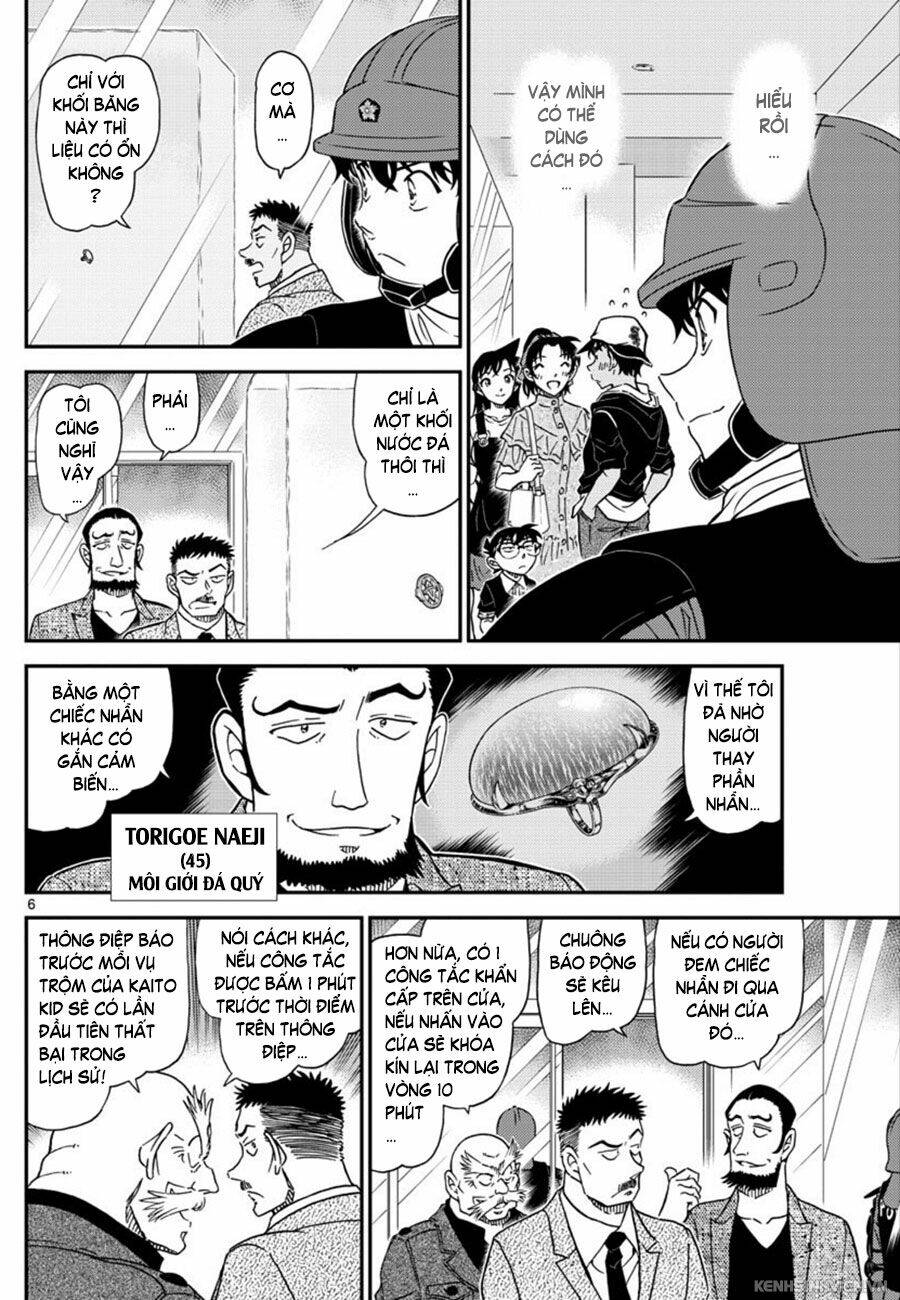 HIỂU
RỒI
...
VẬY MÌNH
CÓ THỂ
DÙNG
CÁCH ĐÓ
...
CƠ
MÀ
...
CHỈ VỚI
KHỐI BĂNG
NÀY THÌ
LIỆU CÓ ỔN
KHÔNG
?
CHỈ LÀ
MỘT KHỐI
NƯỚC ĐÁ
THÔI THÌ
PHẢI
...
TÔI
CŨNG
NGHĨ
VẬY
...
VÌ THẾ TÔI
ĐÃ NHỜ
NGƯỜI
THAY
PHẦN
NHẪN...
BẰNG MỘT
CHIẾC NHẪN
KHÁC CÓ
GẮN CẢM
BIẾN...
TORIGOE NAEJI
(45)
MÔI GIỚI ĐÁ QUÝ
6
NẾU CÓ NGƯỜI
ĐEM CHIẾC
NHẪN ĐI QUA
CÁNH CỬA
ĐÓ...
CHUÔNG
BÁO ĐỘNG
SẼ KÊU
LÊN...
HƠN NỮA, CÓ 1
CÔNG TẮC KHẨN
CẤP TRÊN CỬA,
NẾU NHẤN VÀO
CỬA SẼ KHÓA
KÍN LẠI TRONG
VÒNG 10
PHÚT
...
NÓI CÁCH KHÁC,
NẾU CÔNG TẮC
ĐƯỢC BẤM 1 PHÚT
TRƯỚC THỜI ĐIỂM
TRÊN THÔNG
ĐIỆP...
THÔNG ĐIỆP BÁO
TRƯỚC MỖI VỤ
TRỘM CỦA KAITO
KID SẼ CÓ LẦN
ĐẦU TIÊN THẤT
BẠI TRONG
LỊCH SỬ!